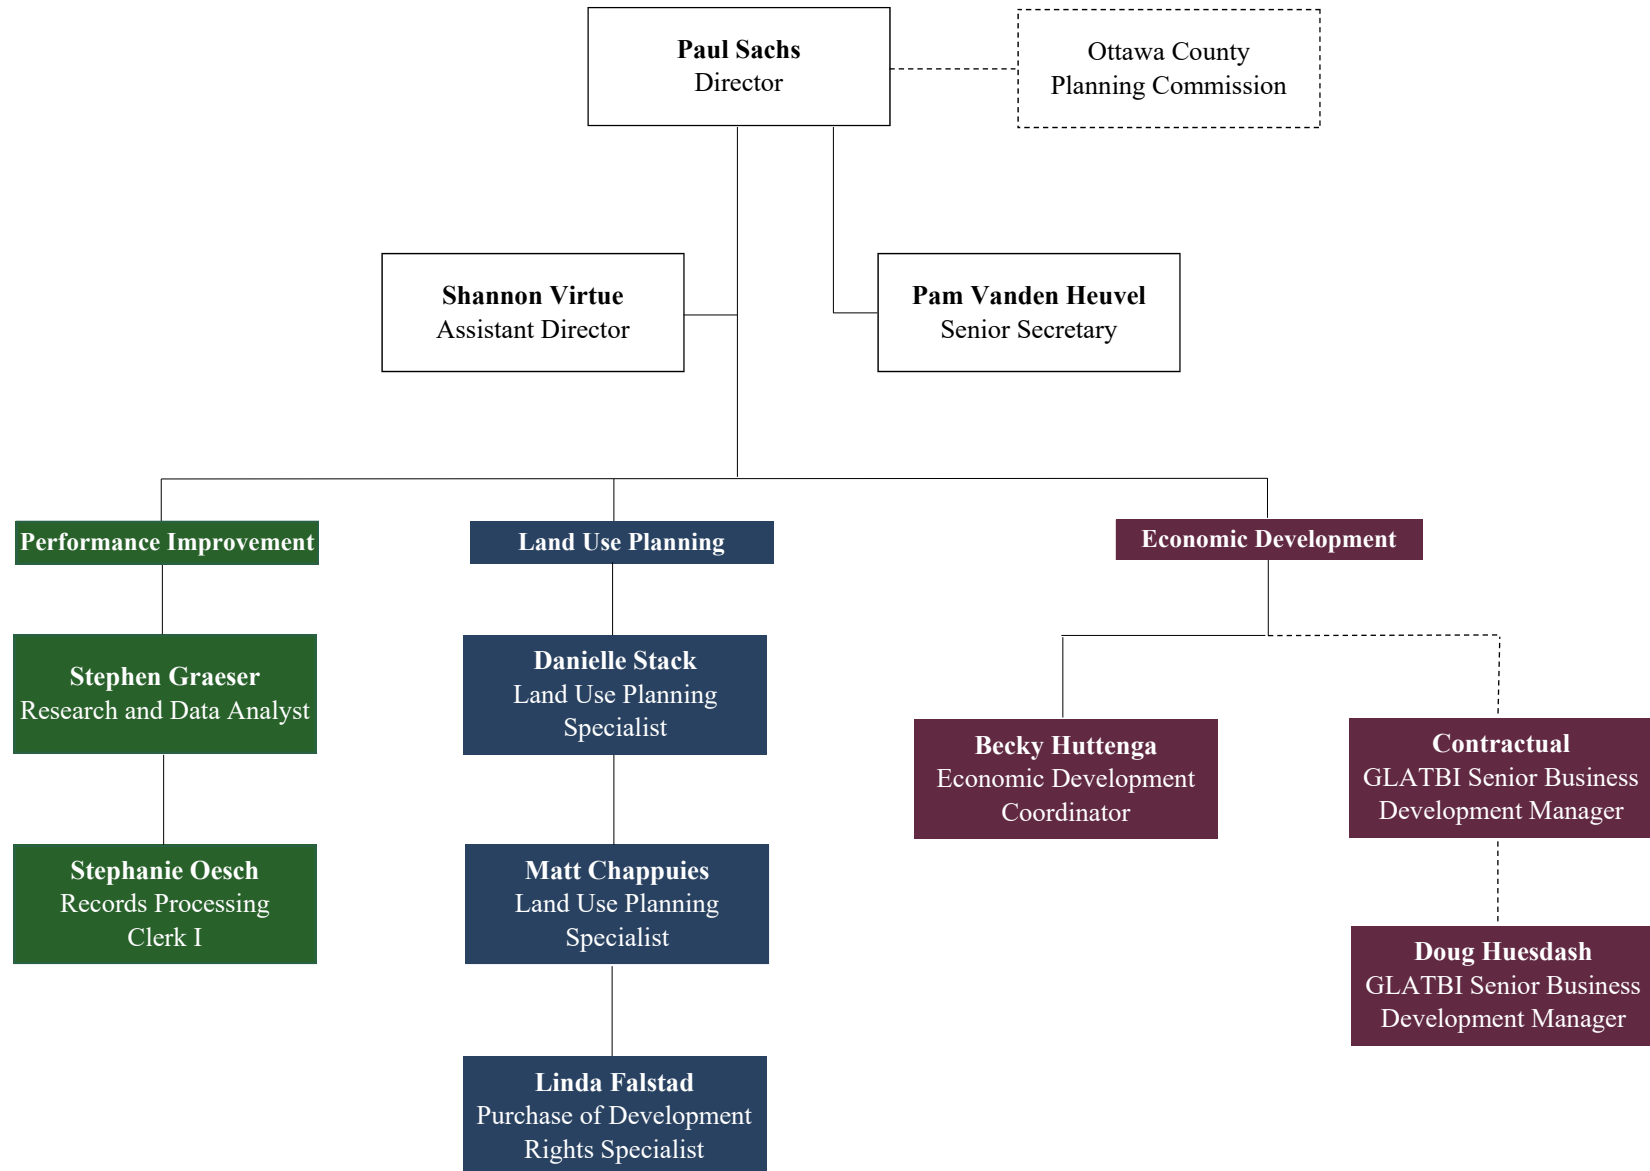 Paul Sachs
Director
Ottawa County
Planning Commission
Shannon Virtue
Assistant Director
Pam Vanden Heuvel
Senior Secretary
Performance Improvement
Land Use Planning
Economic Development
Stephen Graeser
Research and Data Analyst
Danielle Stack
Land Use Planning
Specialist
Becky Huttenga
Economic Development
Coordinator
Contractual
GLATBI Senior Business
Development Manager
Stephanie Oesch
Records Processing
Clerk I
Matt Chappuies
Land Use Planning
Specialist
Doug Huesdash
GLATBI Senior Business
Development Manager
Linda Falstad
Purchase of Development
Rights Specialist